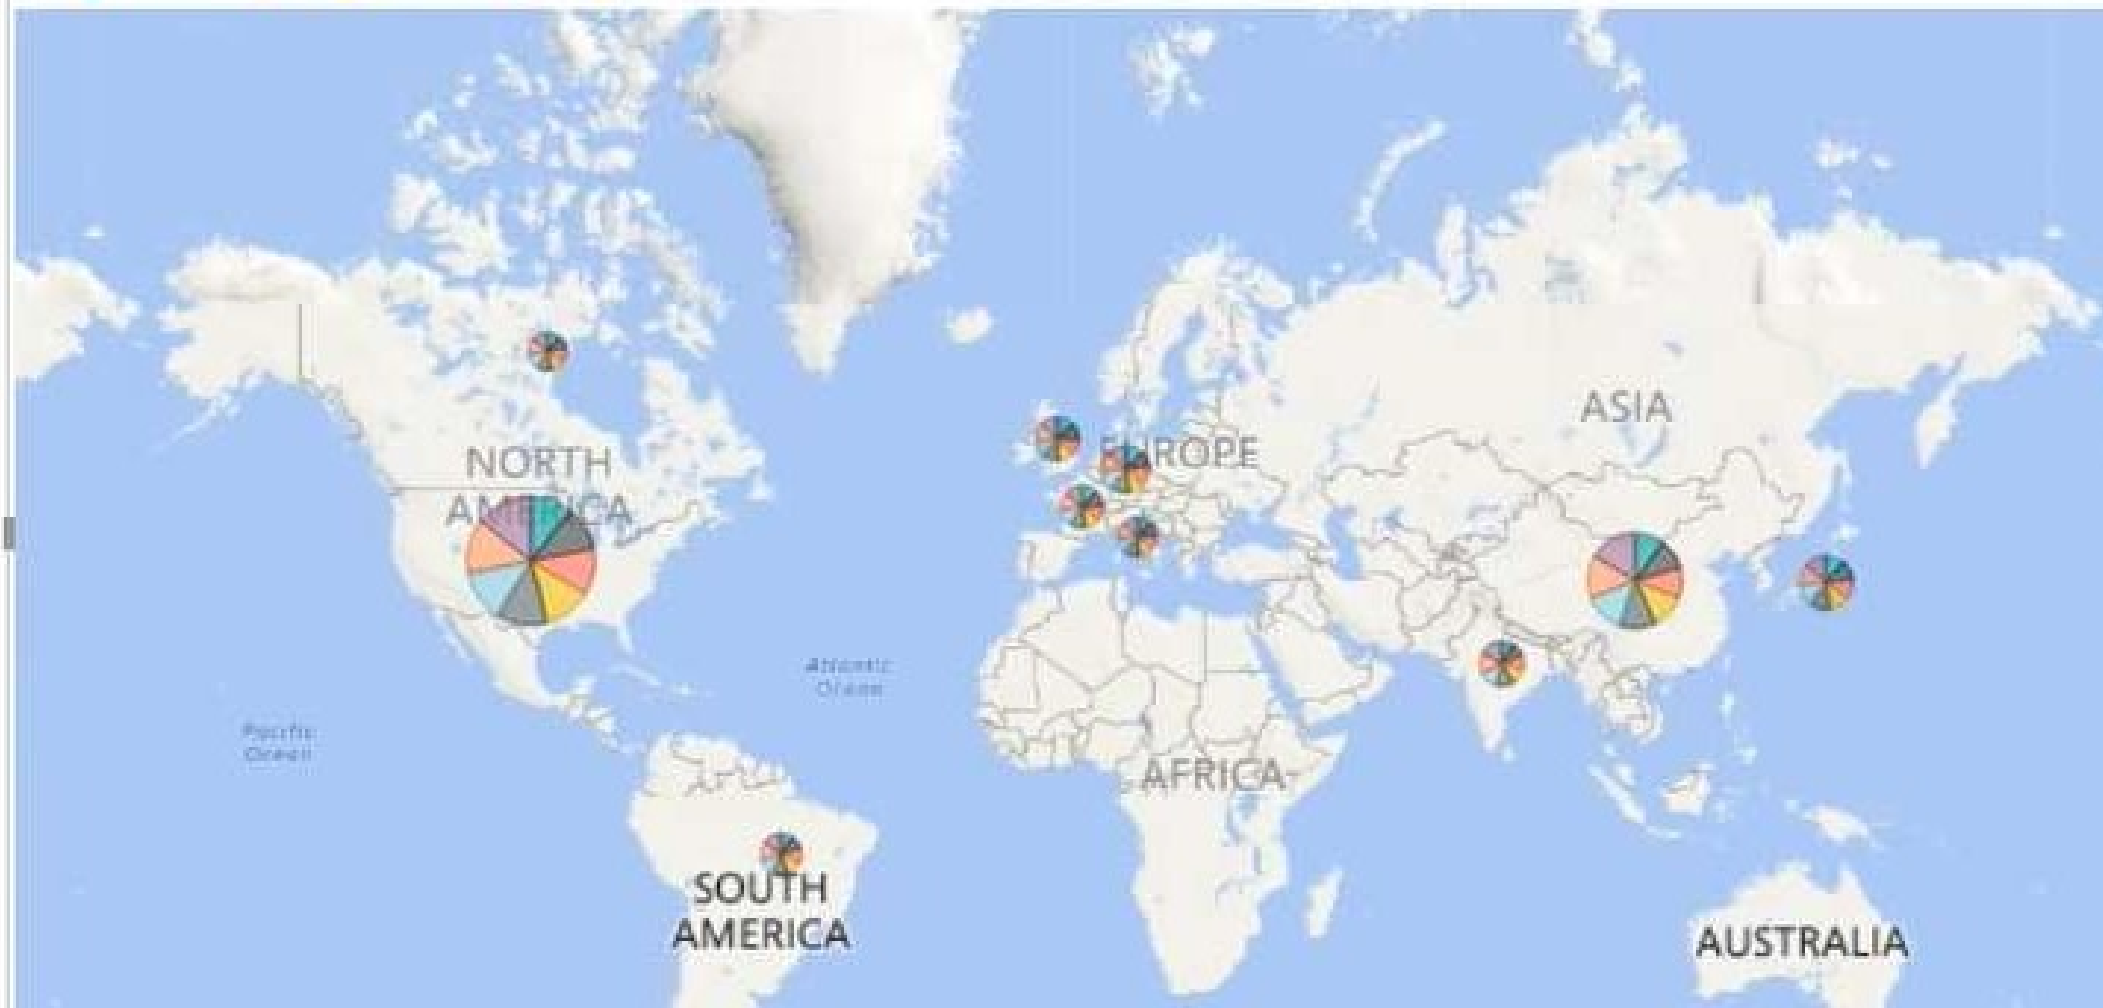 ASIA
EUROPE
NORTH
AMERICA
Atlantic
Ocean
Pacific
Ocean
AFRICA
SOUTH
AMERICA
AUSTRALIA